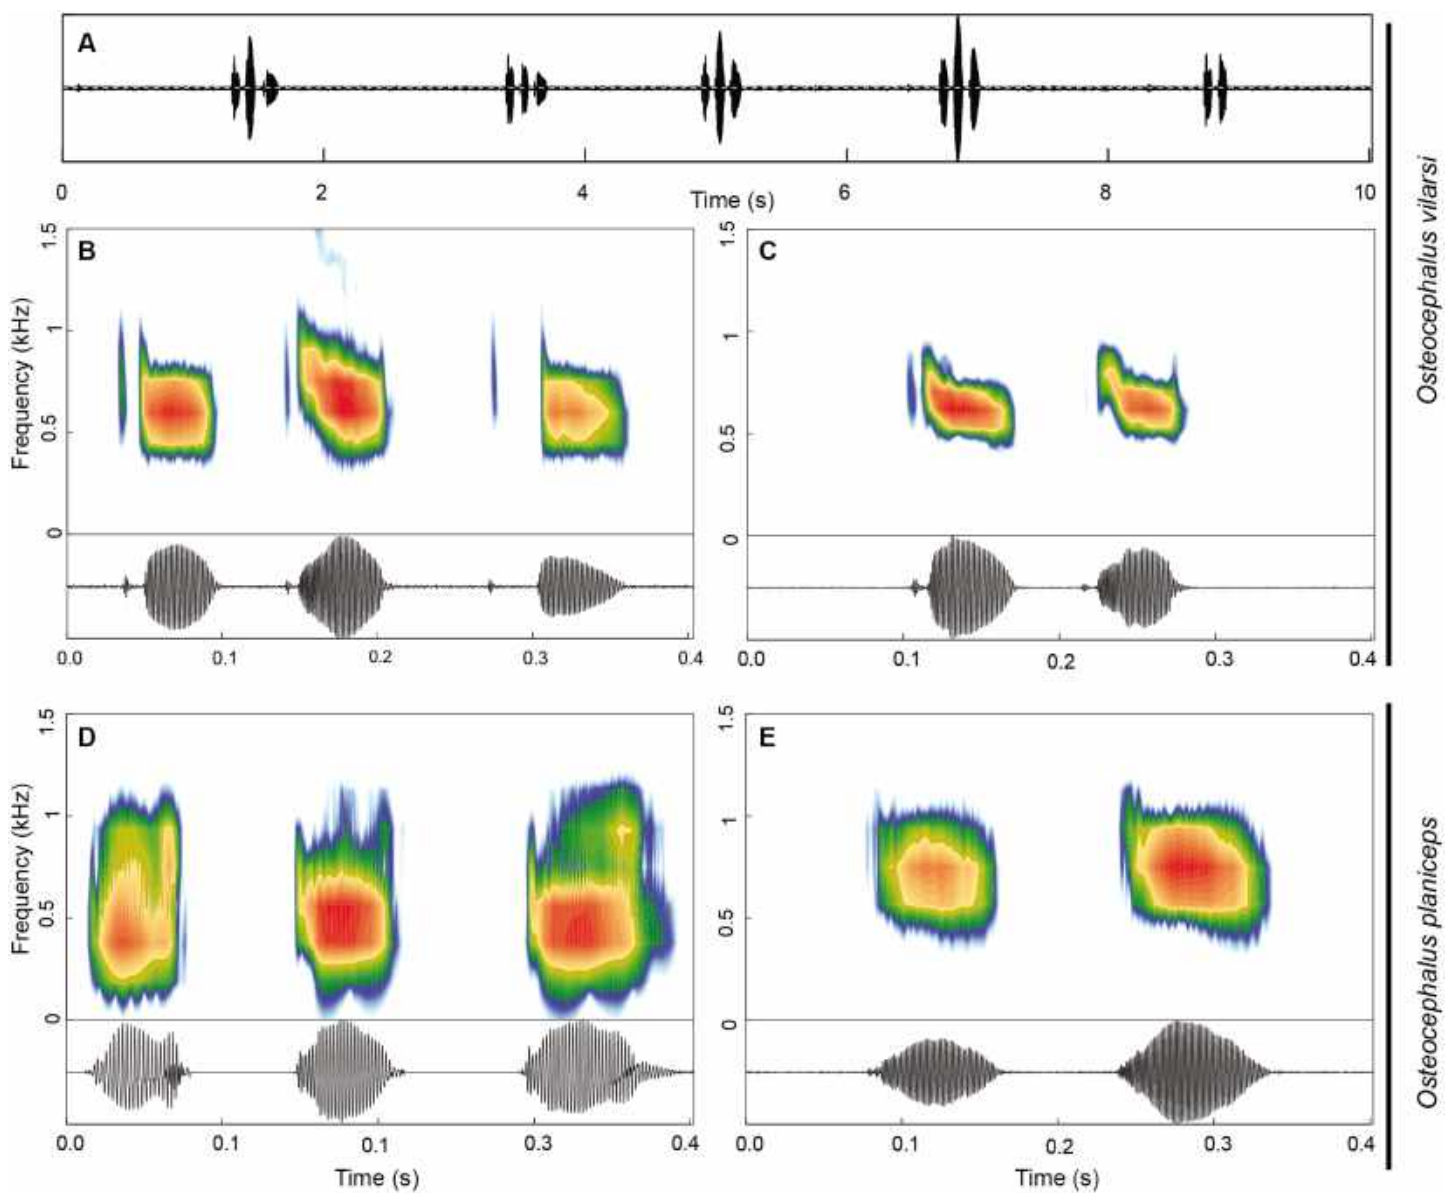 A
0 2 4 6 8 10
Time (s)
Osteocephalus vilarsi
B
1.5
1
0.5
0
Frequency (kHz)
0.0 0.1 0.2 0.3 0.4
C
1.5
1
0.5
0
0.0 0.1 0.2 0.3 0.4
D
1.5
1
0.5
0
Frequency (kHz)
0.0 0.1 0.1 0.3 0.4
Time (s)
E
1.5
1
0.5
0
0.0 0.1 0.2 0.3 0.4
Time (s)
Osteocephalus planiceps